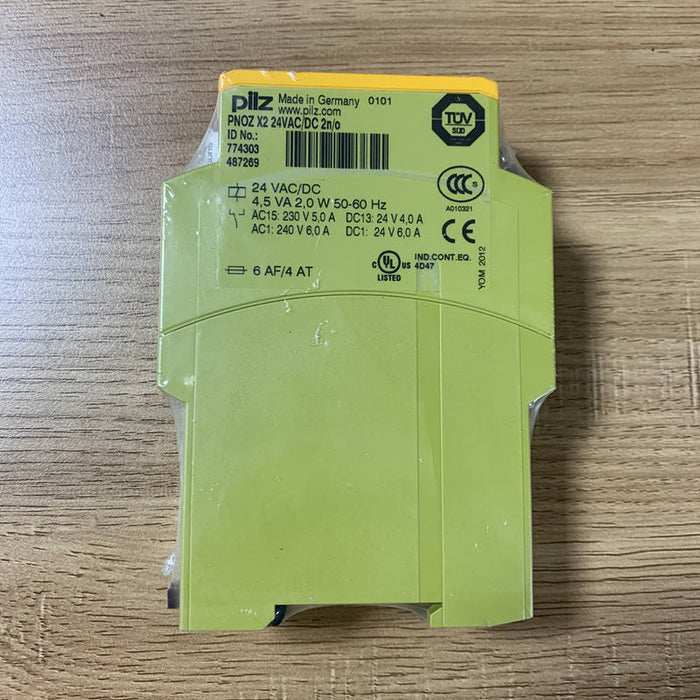 pilz Made in Germany 0101
www.pilz.com
PNOZ X2 24VAC/DC 2n/o
ID No.:
774303
487269
TÜV
SÜD
24 VAC/DC
4,5 VA 2,0 W 50-60 Hz
AC15: 230 V 5,0 A DC13: 24 V 4,0 A
AC1: 240 V 6,0 A DC1: 24 V 6,0 A
CCC S
A010321
CE
6 AF/4 AT
C UL US LISTED
IND.CONT.EQ.
4D47
YOM 2012